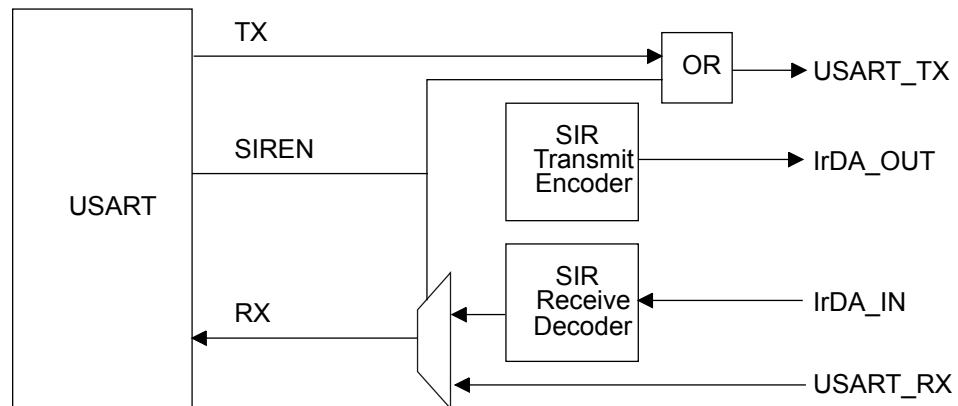 TX
OR
USART_TX
SIR
Transmit
Encoder
SIREN
IrDA_OUT
USART
SIR
Receive
Decoder
RX
IrDA_IN
USART_RX